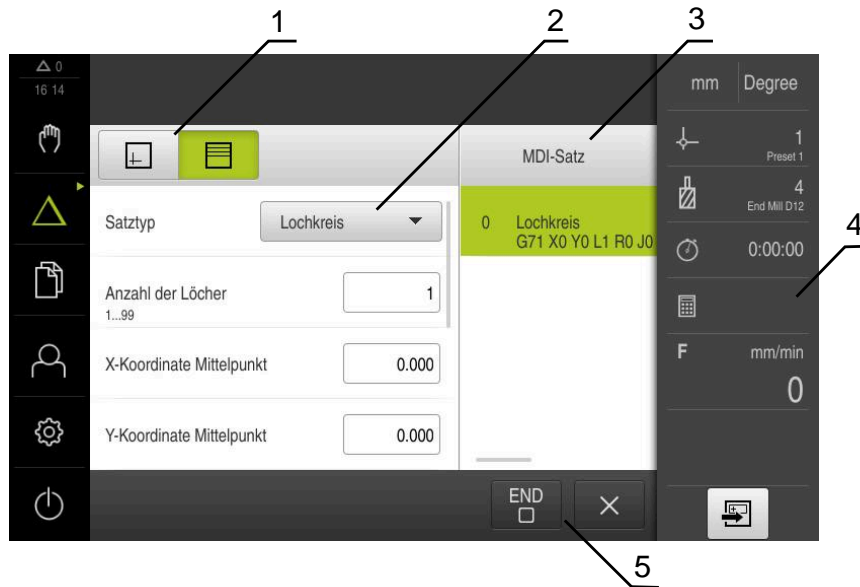 1
2
3
0
16 14
mm Degree
1
Preset 1
MDI-Satz
4
End Mill D12
Satztyp Lochkreis
0 Lochkreis
G71 X0 Y0 L1 R0 J0
4
0:00:00
Anzahl der Löcher
1...99
1
F mm/min
0
X-Koordinate Mittelpunkt 0.000
Y-Koordinate Mittelpunkt 0.000
END
5